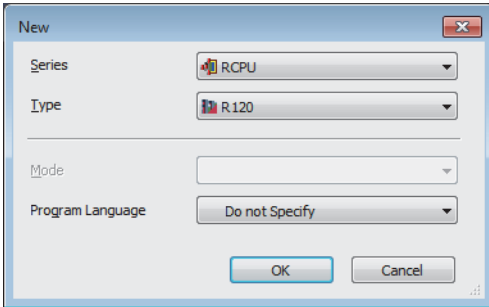 New
Series RCPU
Type R120
Mode
Program Language Do not Specify
OK Cancel